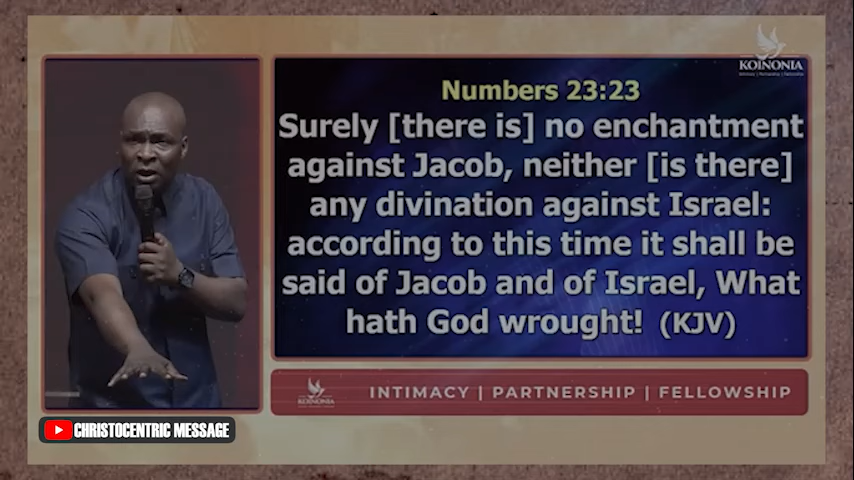 KOINONIA
Numbers 23:23
Surely [there is] no enchantment
against Jacob, neither [is there]
any divination against Israel:
according to this time it shall be
said of Jacob and of Israel, What
hath God wrought! (KJV)
KOINONIA
INTIMACY | PARTNERSHIP | FELLOWSHIP
CHRISTOCENTRIC MESSAGE